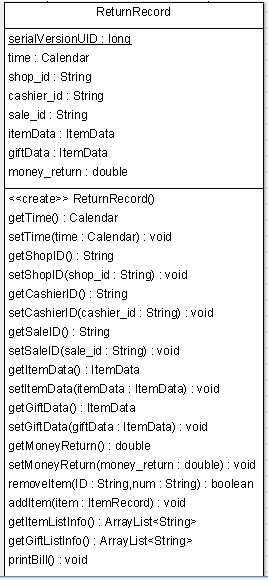 ReturnRecord
serialVersionUID : long
time : Calendar
shop_id : String
cashier_id : String
sale_id : String
itemData : ItemData
giftData : ItemData
money_return : double
<<create>> ReturnRecord()
getTime() : Calendar
setTime(time : Calendar) : void
getShopID() : String
setShopID(shop_id : String) : void
getCashierID() : String
setCashierID(cashier_id : String) : void
getSaleID() : String
setSaleID(sale_id : String) : void
getItemData() : ItemData
setItemData(itemData : ItemData) : void
getGiftData() : ItemData
setGiftData(giftData : ItemData) : void
getMoneyReturn() : double
setMoneyReturn(money_return : double) : void
removeItem(ID : String,num : String) : boolean
addItem(item : ItemRecord) : void
getItemListInfo() : ArrayList<String>
getGiftListInfo() : ArrayList<String>
printBill() : void